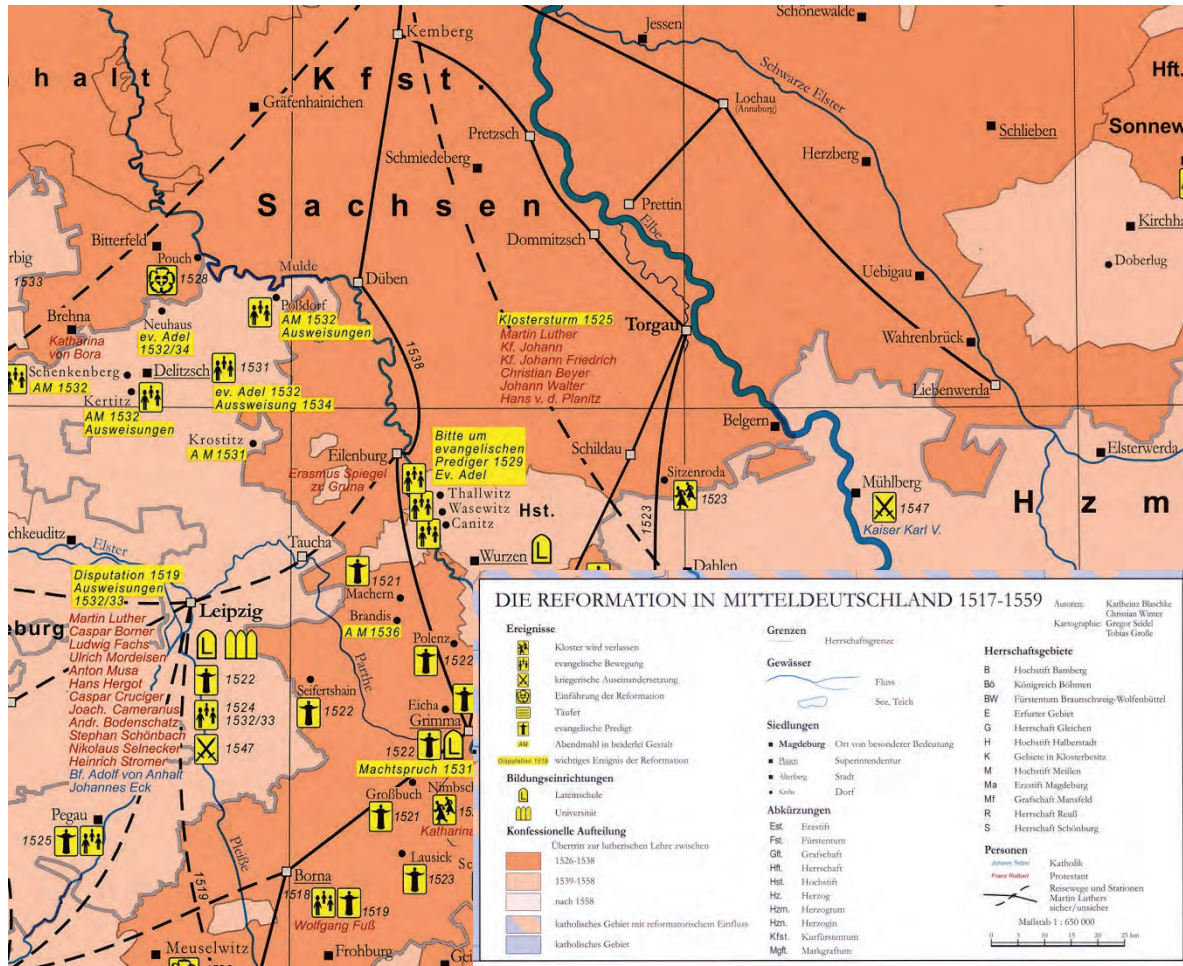 Kemberg
Jessen
Schönewalde
h a l t
K f s t .
Schwarze Elster
Hft.
Gräfenhainichen
Lochau
(Annaburg)
Schlieben
Sonnew
Pretzsch
Schmiedeberg
Herzberg
S a c h s e n
Prettin
Elbe
Kirchha
Dommitzsch
Bitterfeld
Pouch
1528
Mulde
Düben
Uebigau
Doberlug
rbig
1533
Pößdorf
AM 1532
Ausweisungen
Brehna
Katharina
von Bora
Neuhaus
ev. Adel
1532/34
Klostersturm 1525
Martin Luther
Kf. Johann
Kf. Johann Friedrich
Christian Beyer
Johann Walter
Hans v. d. Planitz
Torgau
Wahrenbrück
1538
Schenkenberg
AM 1532
Delitzsch
1531
ev. Adel 1532
Aussweisung 1534
Kertitz
AM 1532
Ausweisungen
Liebenwerda
Belgern
Krostitz
A M 1531
Eilenburg
Erasmus Spiegel
zu Gruna
Bitte um
evangelischen
Prediger 1529
Ev. Adel
Schildau
Sitzenroda
1523
Elsterwerda
Mühlberg
1547
Kaiser Karl V.
H z m
Thallwitz
Wasewitz
Canitz
Hst.
1523
chkeuditz
Elster
Taucha
Wurzen
Dahlen
Disputation 1519
Ausweisungen
1532/33
Leipzig
eburg
Martin Luther
Caspar Borner
Ludwig Fachs
Ulrich Mordeisen
Anton Musa
Hans Hergot
Caspar Cruciger
Joach. Camerarius
Andr. Bodenschatz
Stephan Schönbach
Nikolaus Selnecker
Heinrich Stromer
Bf. Adolf von Anhalt
Johannes Eck
1522
1524
1532/33
1547
1521
Machern
Brandis
A M 1536
Polenz
1522
Parthe
Seifertshain
1522
Eicha
Grimma
1522
Machtspruch 1531
Großbuch
1521
Nimbsch
Katharina
Pegau
1525
Pleiße
1519
Lausick
1523
Borna
1518
1519
Wolfgang Fuß
Meuselwitz
Frohburg
DIE REFORMATION IN MITTELDEUTSCHLAND 1517-1559
Autoren:
Karlheinz Blaschke
Christian Winter
Kartographie:
Gregor Seidel
Tobias Große
Ereignisse
Kloster wird verlassen
evangelische Bewegung
kriegerische Auseinandersetzung
Einführung der Reformation
Täufer
evangelische Predigt
AM Abendmahl in beiderlei Gestalt
Disputation 1519 wichtiges Ereignis der Reformation
Bildungseinrichtungen
L Lateinschule
Universität
Konfessionelle Aufteilung
Übertritt zur lutherischen Lehre zwischen
1526-1538
1539-1558
nach 1558
katholisches Gebiet mit reformatorischen Einfluss
katholisches Gebiet
Grenzen
Herrschaftsgrenze
Gewässer
Fluss
See, Teich
Siedlungen
Magdeburg Ort von besonderer Bedeutung
Plauen Superintendentur
Altenberg Stadt
Dorf
Abkürzungen
Est. Erzstift
Fst. Fürstentum
Gft. Grafschaft
Hft. Herrschaft
Hst. Hochstift
Hz. Herzog
Hzm. Herzogtum
Hzn. Herzogin
Kfst. Kurfürstentum
Mgft. Markgraftum
Herrschaftsgebiete
B Hochstift Bamberg
Bö Königreich Böhmen
BW Fürstentum Braunschweig-Wolfenbüttel
E Erfurter Gebiet
G Herrschaft Gleichen
H Hochstift Halberstadt
K Gebiete in Klosterbesitz
M Hochstift Meißen
Ma Erzstift Magdeburg
Mf Grafschaft Mansfeld
R Herrschaft Reuß
S Herrschaft Schönburg
Personen
Johann Tetzel Katholik
Protestant
Reisewege und Stationen
Martin Luthers
sicher/unsicher
Maßstab 1 : 650 000
0 5 10 15 20 25 km